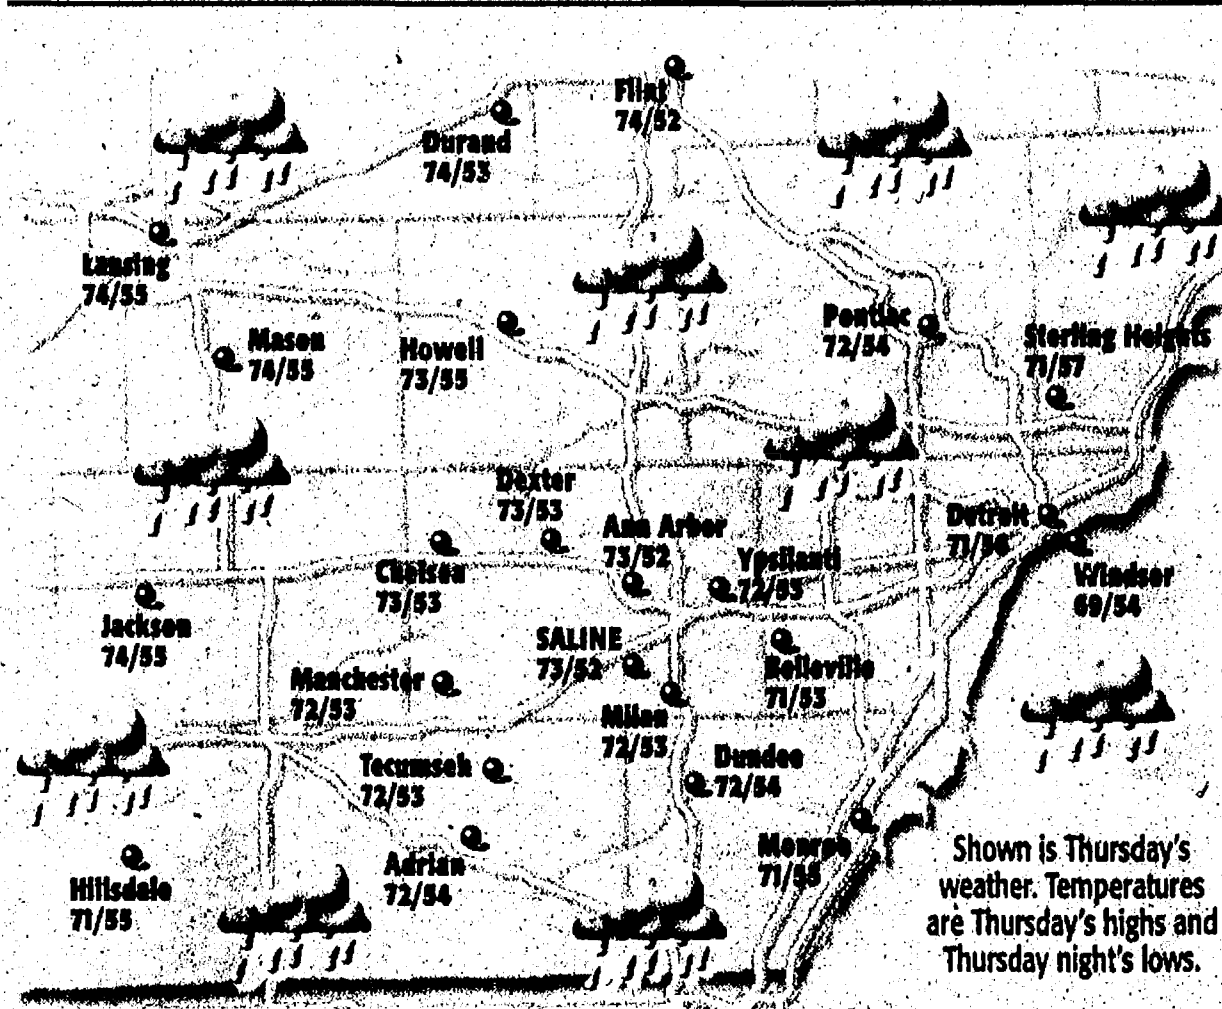 Flint
74/52
Durand
74/53
Lansing
74/55
Mason
74/55
Howell
73/55
Pontiac
72/54
Sterling Heights
71/57
Dexter
73/53
Ann Arbor
73/52
Ypsilanti
72/53
Detroit
71/56
Windsor
69/54
Chelsea
73/53
Jackson
74/55
SALINE
73/52
Belleville
71/53
Manchester
72/53
Milan
72/53
Tecumseh
72/53
Dundee
72/54
Monroe
71/55
Adrian
72/54
Hillsdale
71/55
Shown is Thursday's
weather. Temperatures
are Thursday's highs and
Thursday night's lows.